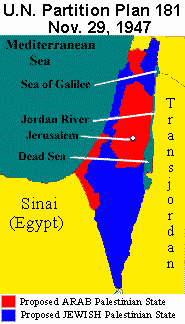 U.N. Partition Plan 181
Nov. 29, 1947
Mediterranean
Sea
Sea of Galilee
Jordan River
Jerusalem
Dead Sea
Transjordan
Sinai
(Egypt)
Proposed ARAB Palestinian State
Proposed JEWISH Palestinian State